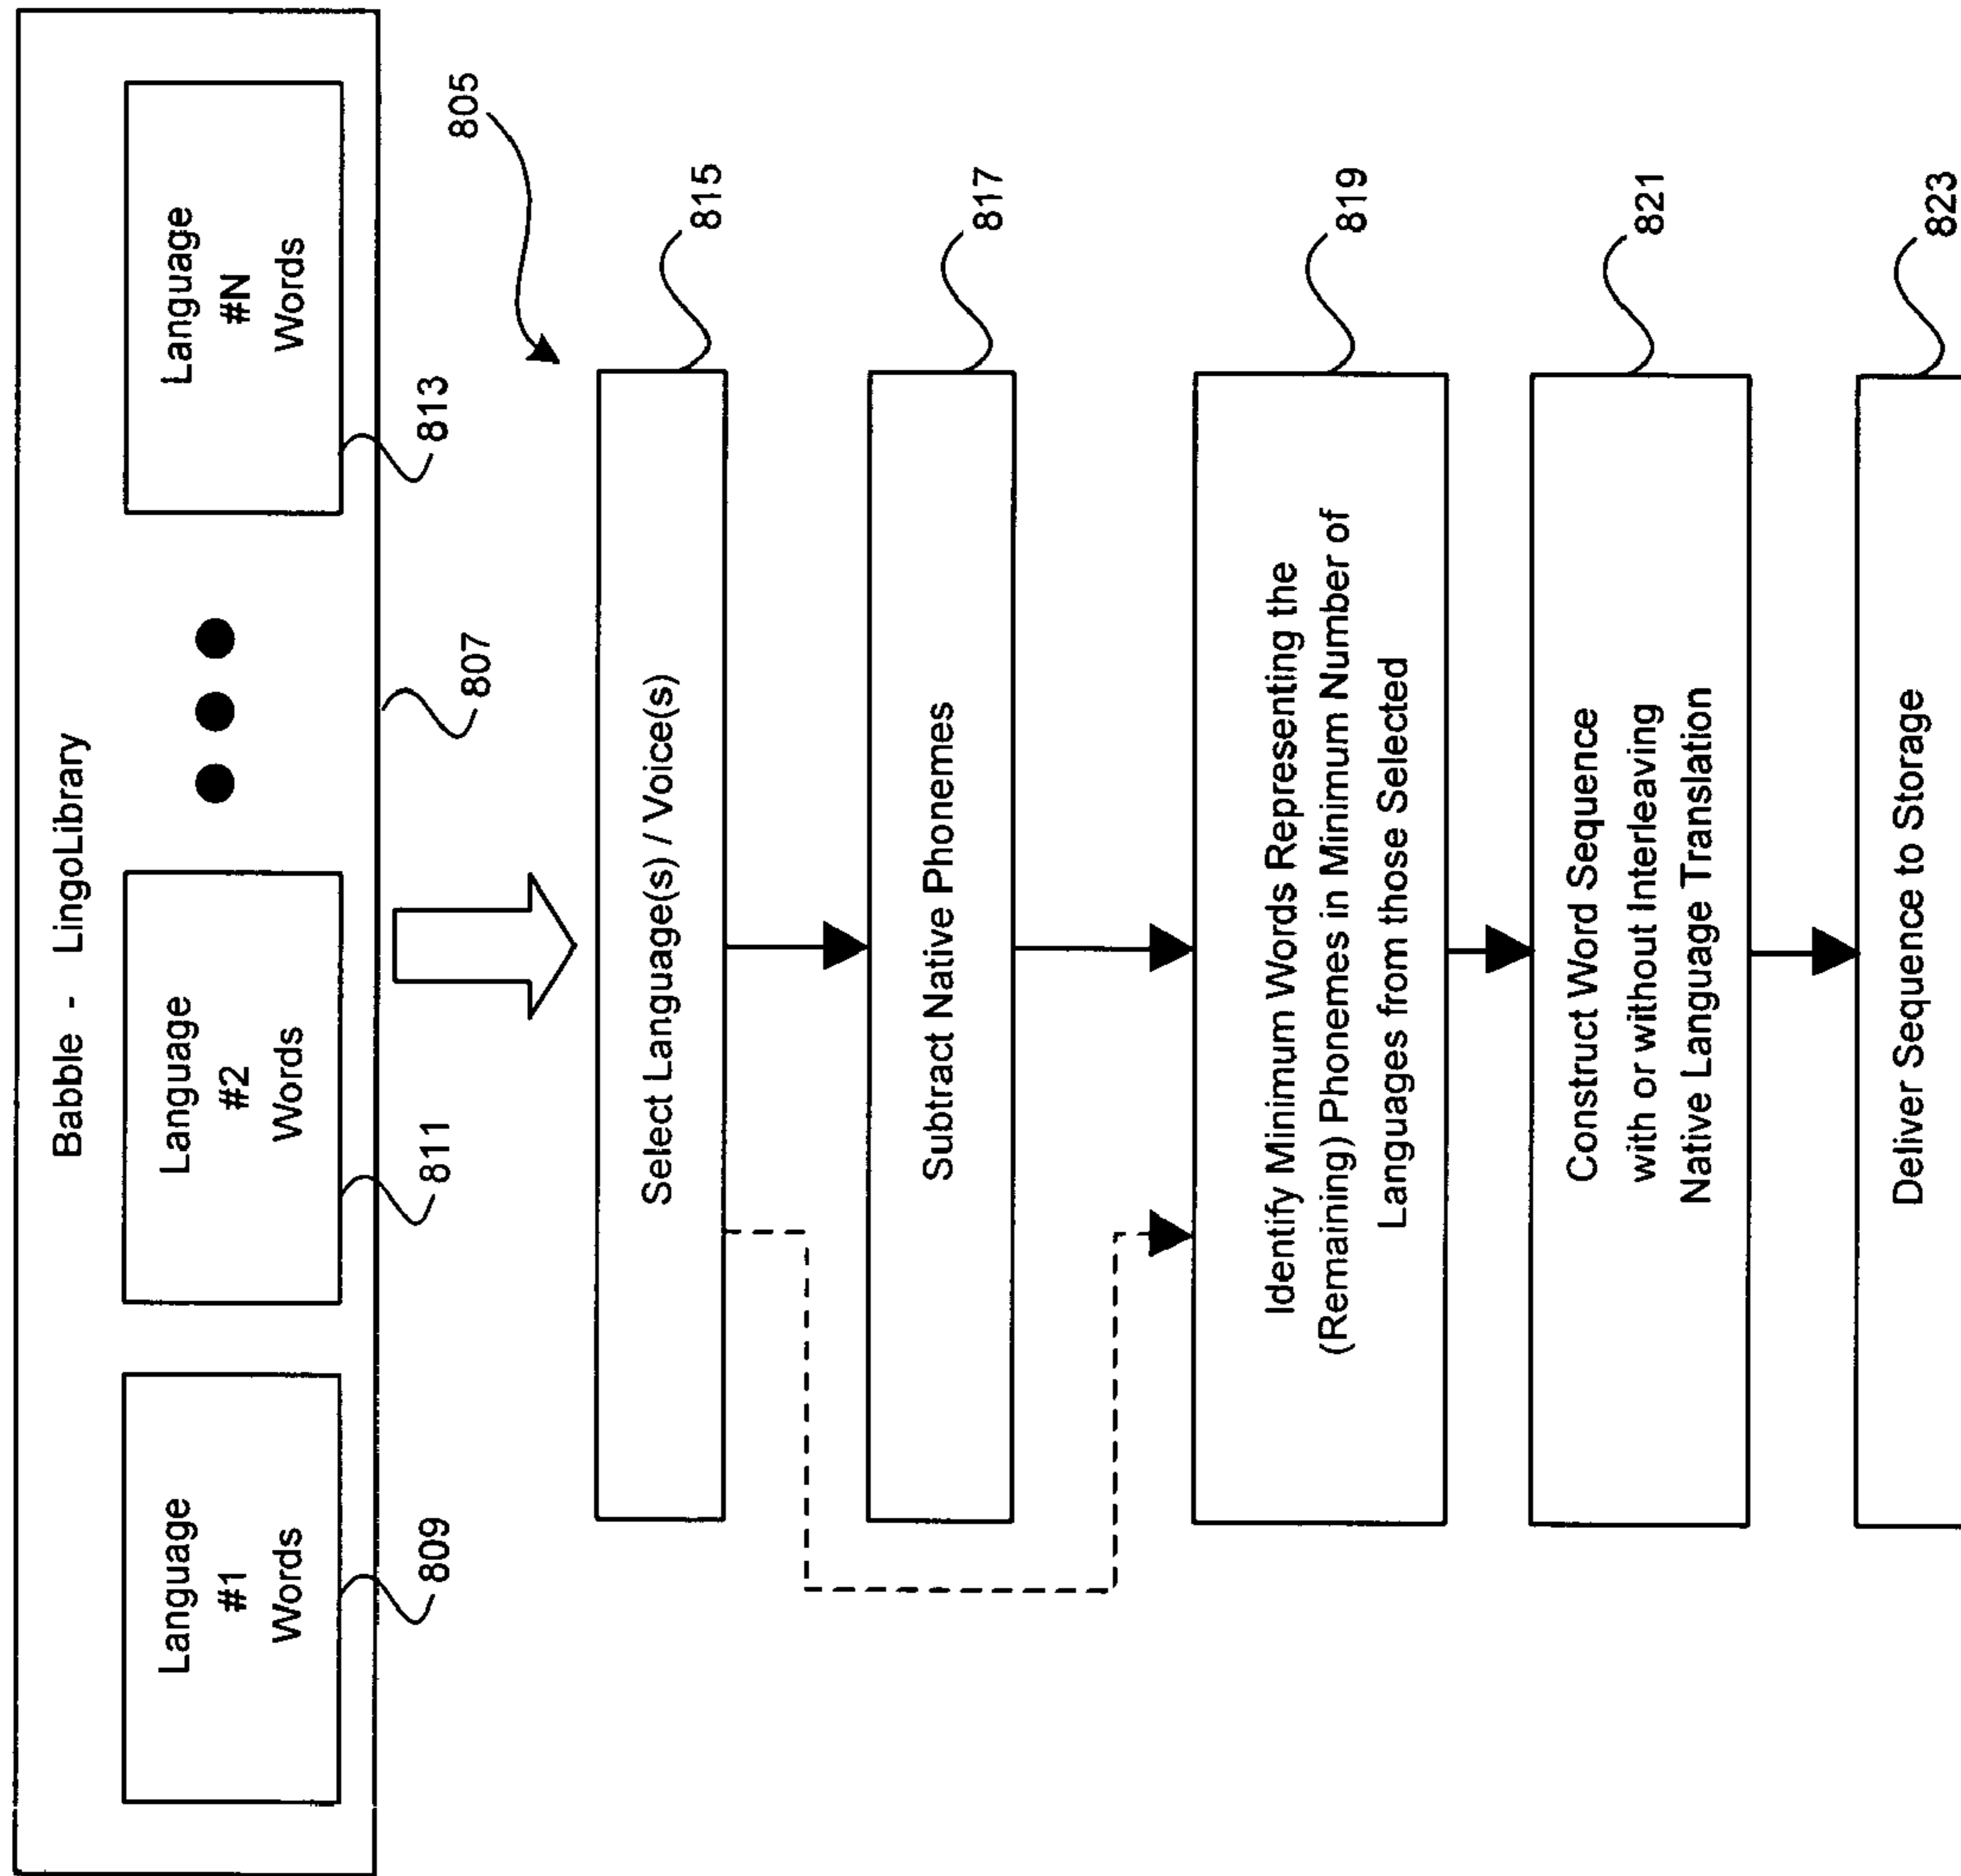 Babble - LingoLibrary
Language
#1
Words
809
Language
#2
Words
811
Language
#N
Words
813
807
805
Select Language(s) / Voice(s)
815
Subtract Native Phonemes
817
Identify Minimum Words Representing the
(Remaining) Phonemes in Minimum Number of
Languages from those Selected
819
Construct Word Sequence
with or without Interleaving
Native Language Translation
821
Deliver Sequence to Storage
823